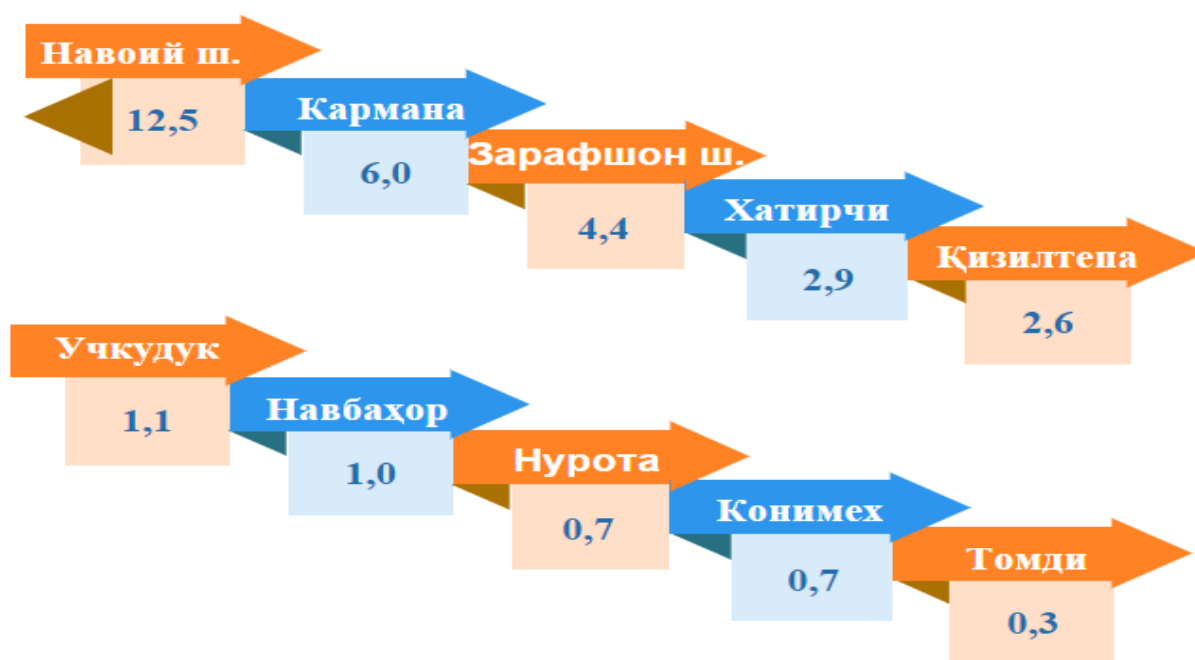 Навоий ш.
12,5
Кармана
6,0
Зарафшон ш.
4,4
Хатирчи
2,9
Қизилтепа
2,6
Учкудук
1,1
Навбаҳор
1,0
Нурота
0,7
Конимех
0,7
Томди
0,3